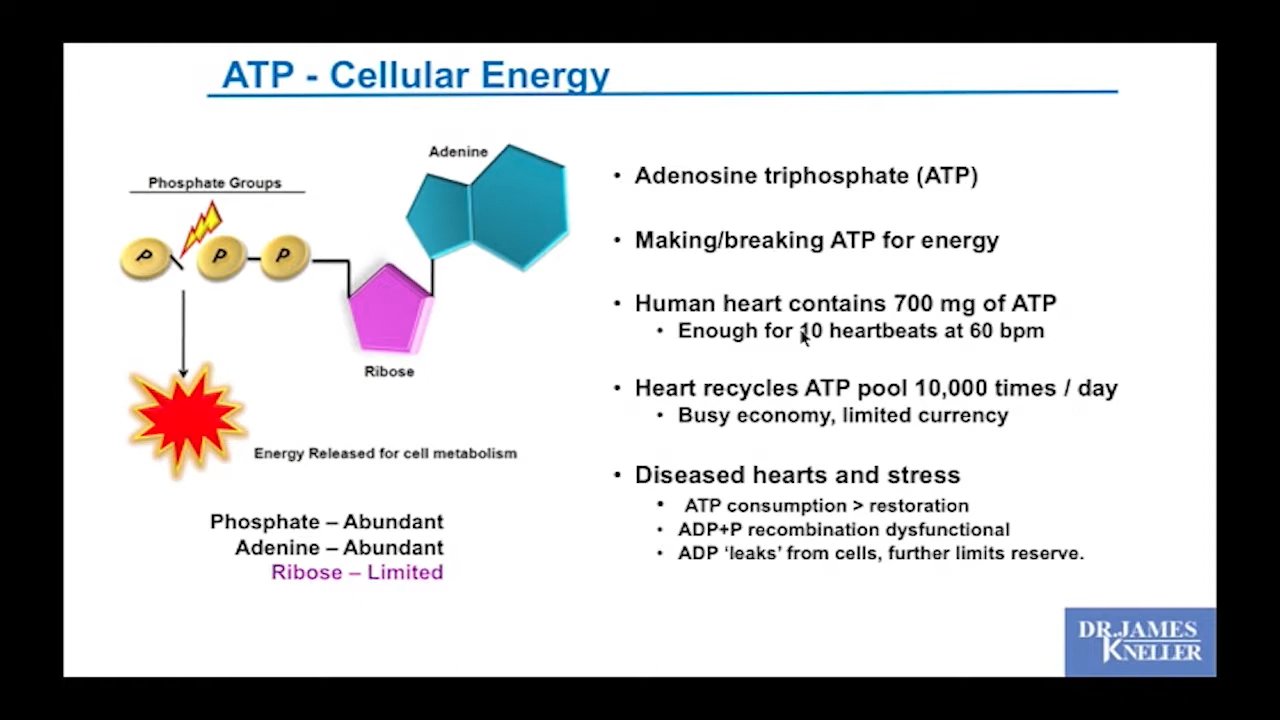 ATP - Cellular Energy
Adenine
Phosphate Groups
P
P
P
Ribose
Energy Released for cell metabolism
Phosphate – Abundant
Adenine – Abundant
Ribose – Limited
• Adenosine triphosphate (ATP)
• Making/breaking ATP for energy
• Human heart contains 700 mg of ATP
• Enough for 10 heartbeats at 60 bpm
• Heart recycles ATP pool 10,000 times / day
• Busy economy, limited currency
• Diseased hearts and stress
• ATP consumption > restoration
• ADP+P recombination dysfunctional
• ADP ‘leaks’ from cells, further limits reserve.
DR.JAMES
KNELLER